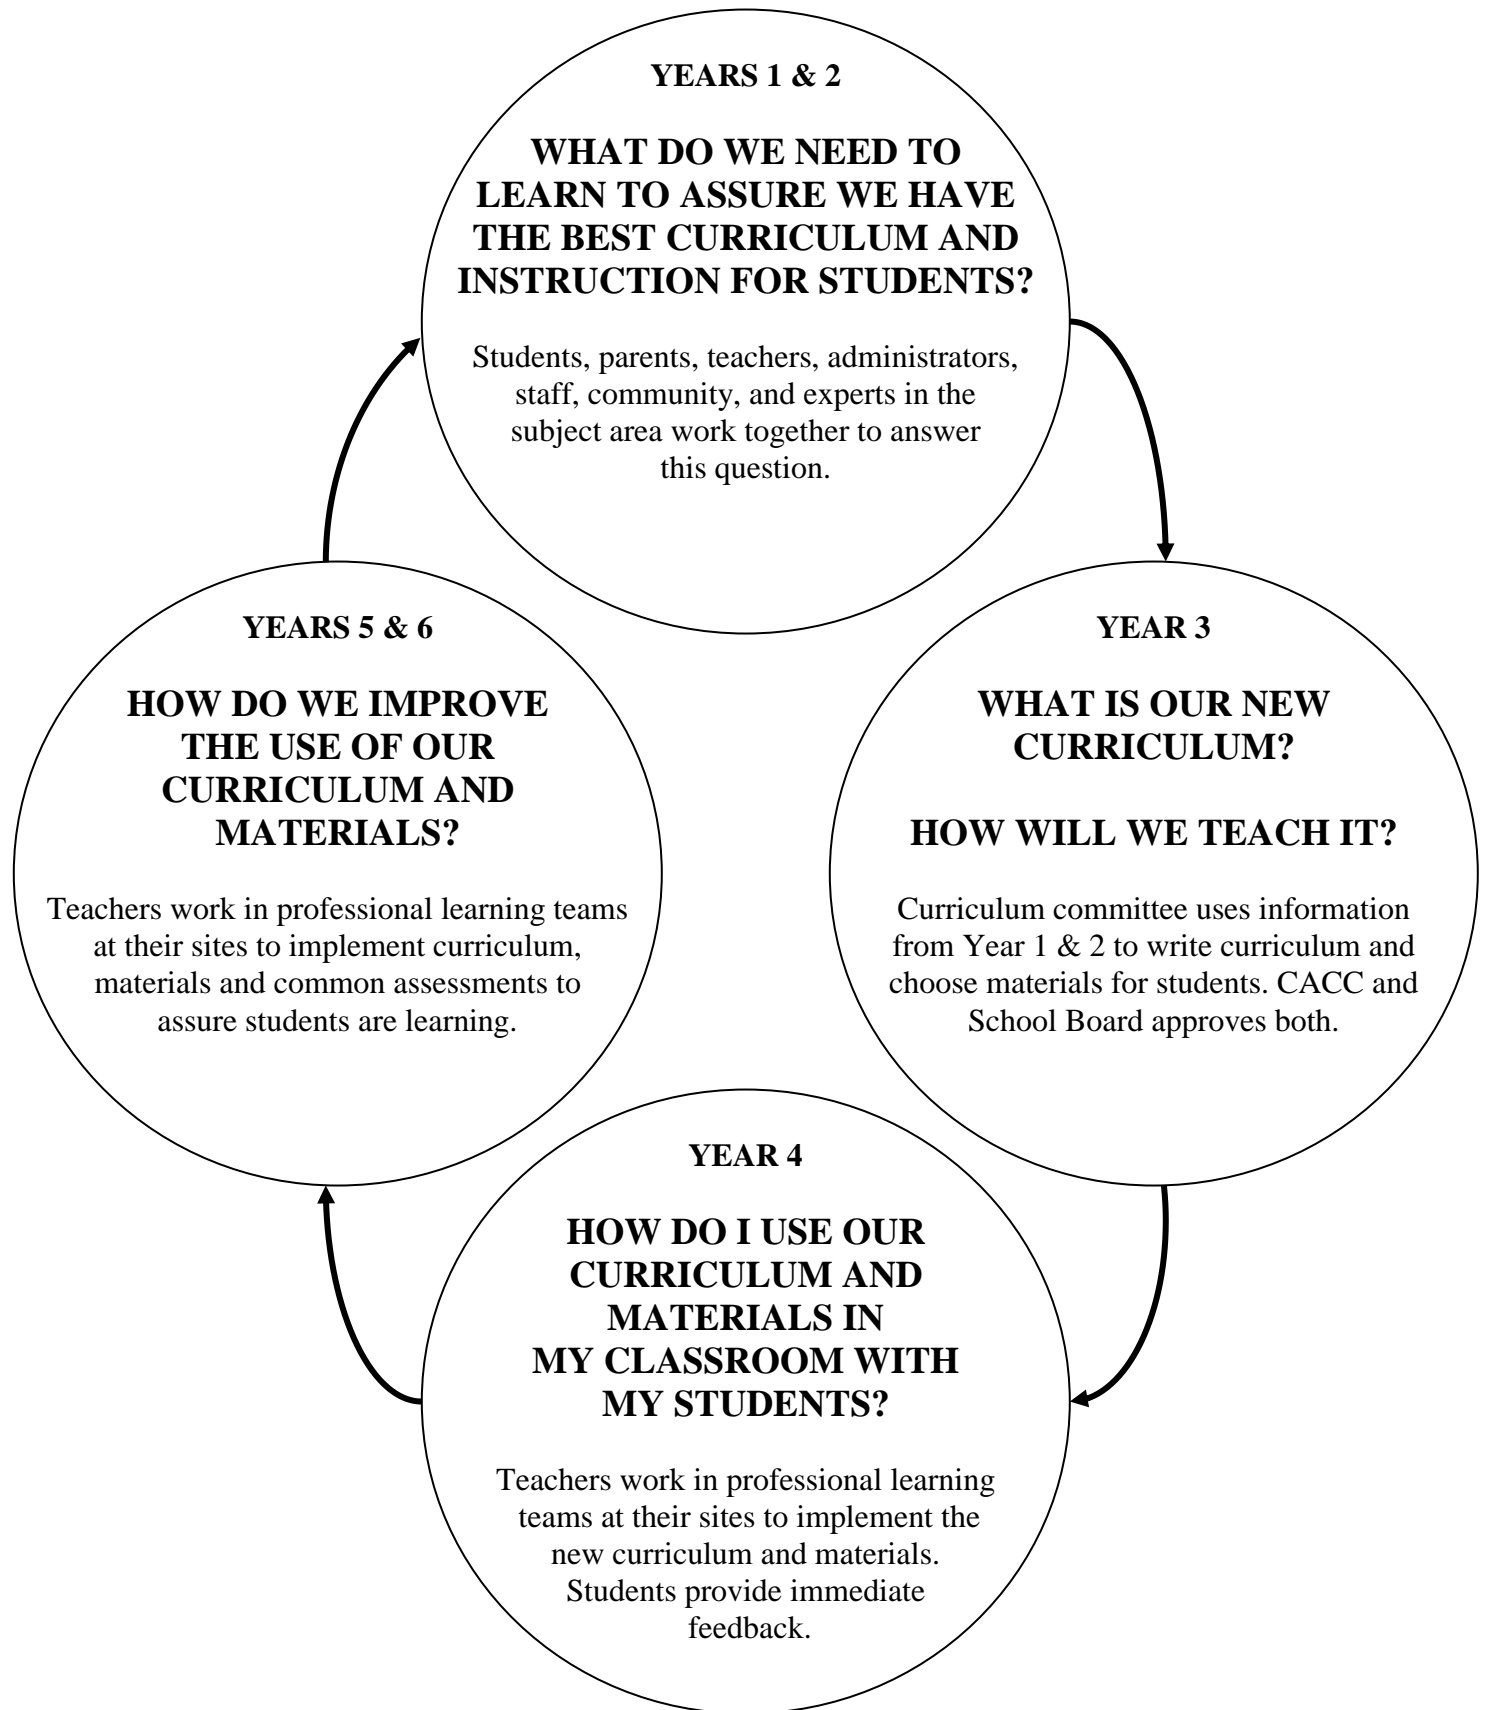 YEARS 1 & 2
WHAT DO WE NEED TO
LEARN TO ASSURE WE HAVE
THE BEST CURRICULUM AND
INSTRUCTION FOR STUDENTS?
Students, parents, teachers, administrators,
staff, community, and experts in the
subject area work together to answer
this question.
YEAR 3
WHAT IS OUR NEW
CURRICULUM?
HOW WILL WE TEACH IT?
Curriculum committee uses information
from Year 1 & 2 to write curriculum and
choose materials for students. CACC and
School Board approves both.
YEAR 4
HOW DO I USE OUR
CURRICULUM AND
MATERIALS IN
MY CLASSROOM WITH
MY STUDENTS?
Teachers work in professional learning
teams at their sites to implement the
new curriculum and materials.
Students provide immediate
feedback.
YEARS 5 & 6
HOW DO WE IMPROVE
THE USE OF OUR
CURRICULUM AND
MATERIALS?
Teachers work in professional learning teams
at their sites to implement curriculum,
materials and common assessments to
assure students are learning.